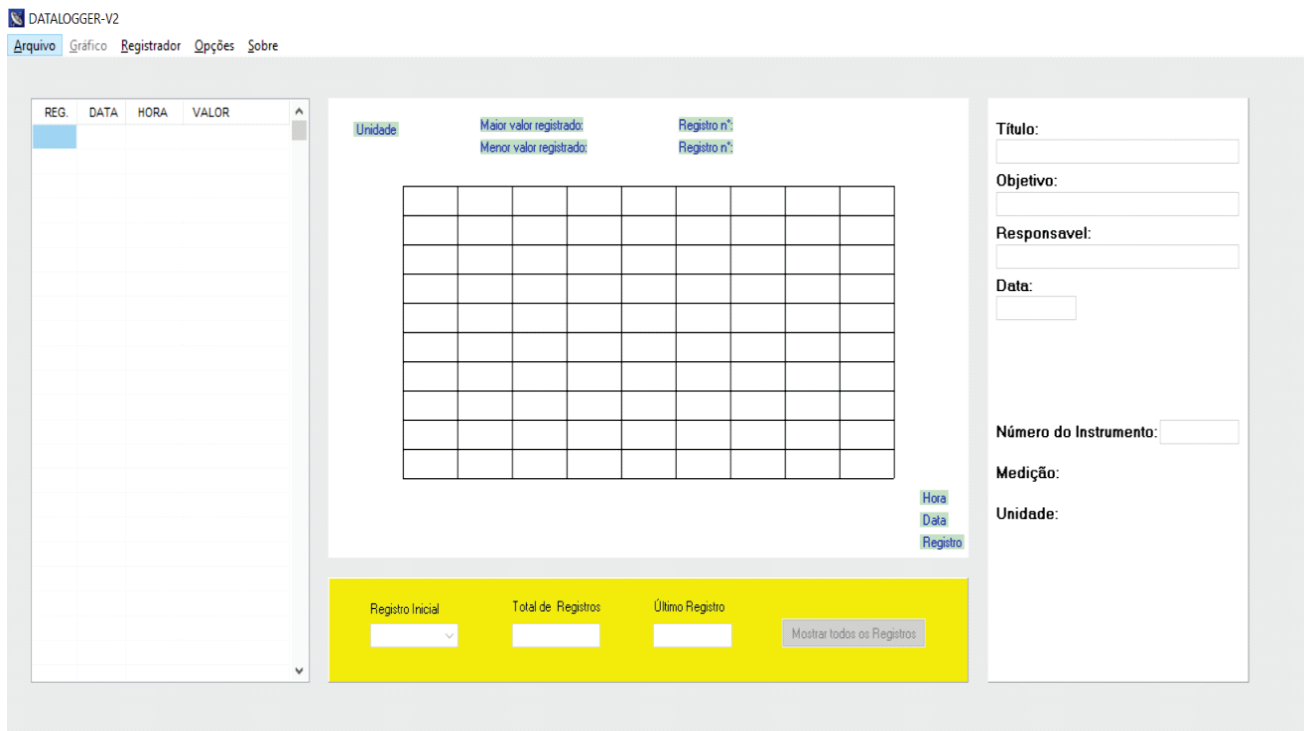 DATALOGGER-V2
Arquivo Gráfico Registrador Opções Sobre
REG. DATA HORA VALOR
Unidade
Maior valor registrado: Registro n°:
Menor valor registrado: Registro n°:
Hora
Data
Registro
Registro Inicial
Total de Registros
Último Registro
Mostrar todos os Registros
Título:
Objetivo:
Responsavel:
Data:
Número do Instrumento:
Medição:
Unidade: